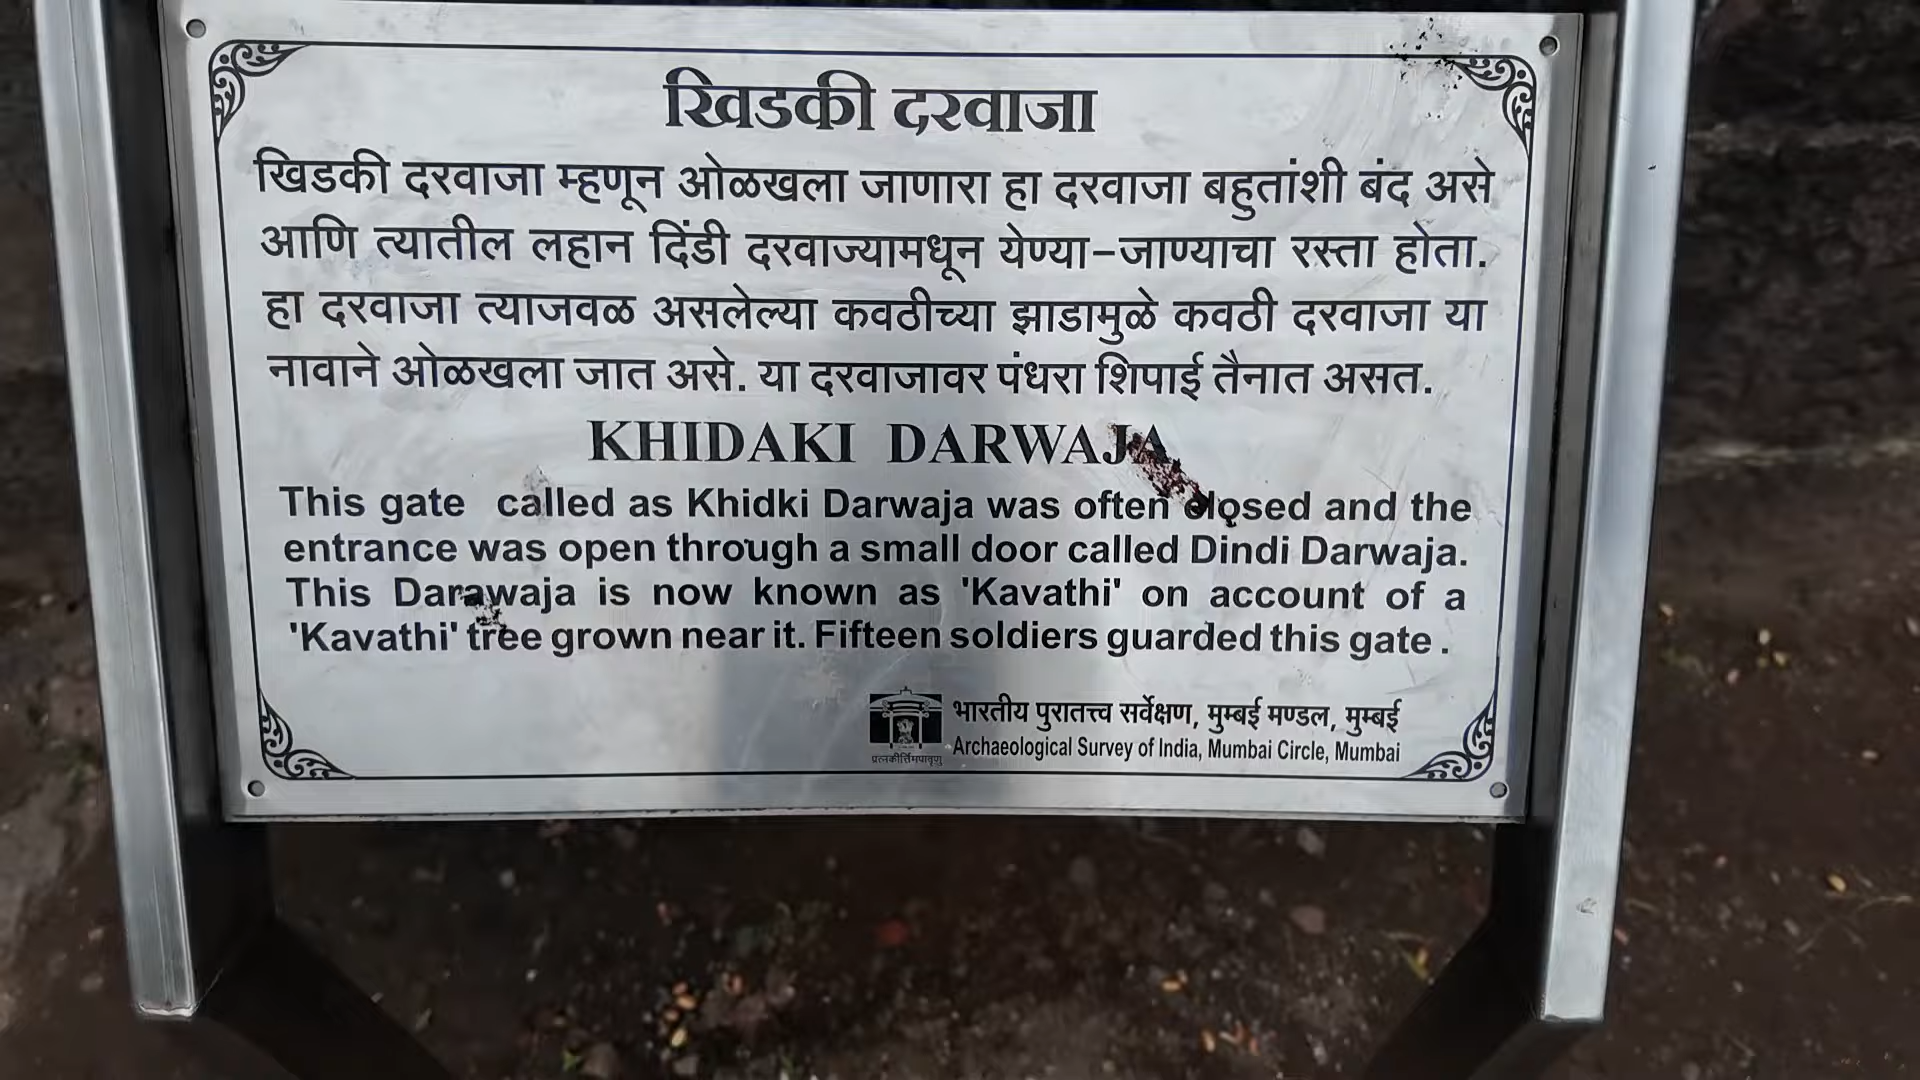 खिडकी दरवाजा
खिडकी दरवाजा म्हणून ओळखला जाणारा हा दरवाजा बहुतांशी बंद असे
आणि त्यातील लहान दिंडी दरवाज्यामधून येण्या-जाण्याचा रस्ता होता.
हा दरवाजा त्याजवळ असलेल्या कवठीच्या झाडामुळे कवठी दरवाजा या
नावाने ओळखला जात असे. या दरवाजावर पंधरा शिपाई तैनात असत.
KHIDAKI DARWAJA
This gate called as Khidki Darwaja was often closed and the
entrance was open through a small door called Dindi Darwaja.
This Darawaja is now known as 'Kavathi' on account of a
'Kavathi' tree grown near it. Fifteen soldiers guarded this gate .
भारतीय पुरातत्त्व सर्वेक्षण, मुम्बई मण्डल, मुम्बई
Archaeological Survey of India, Mumbai Circle, Mumbai
प्रत्नकीर्तिमपावृणु